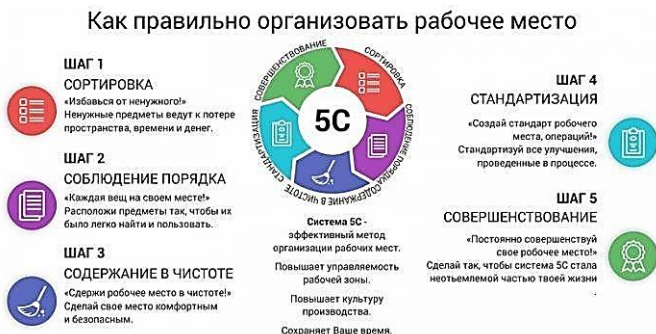 Как правильно организовать рабочее место
ШАГ 1
СОРТИРОВКА
«Избавься от ненужного!»
Ненужные предметы ведут к потере
пространства, времени и денег.
ШАГ 2
СОБЛЮДЕНИЕ ПОРЯДКА
«Каждая вещ на своем месте!»
Расположи предметы так, чтобы их
было легко найти и пользовать.
ШАГ 3
СОДЕРЖАНИЕ В ЧИСТОТЕ
«Сдержи робочее место в чистоте!»
Сделай свое место комфортным
и безопасным.
СОВЕРШЕНСТВОВАНИЕ
СОРТИРОВКА
СОБЛЮДЕНИЕ ПОРЯДКА
СОДЕРЖАНИЕ В ЧИСТОТЕ
СТАНДАРТИЗАЦИЯ
5С
Система 5С -
эффективный метод
организации рабочих мест.
Повышает управляемость
рабочей зоны.
Повышает культуру
производства.
Сохраняет Ваше время.
ШАГ 4
СТАНДАРТИЗАЦИЯ
«Создай стандарт робочего
места, операций!»
Стандартизуй все улучшения,
проведенные в процессе.
ШАГ 5
СОВЕРШЕНСТВОВАНИЕ
«Постоянно совершенствуй
свое робочее место!»
Сделай так, чтобы система 5С стала
неотъемлемой частью твоей жизни
.